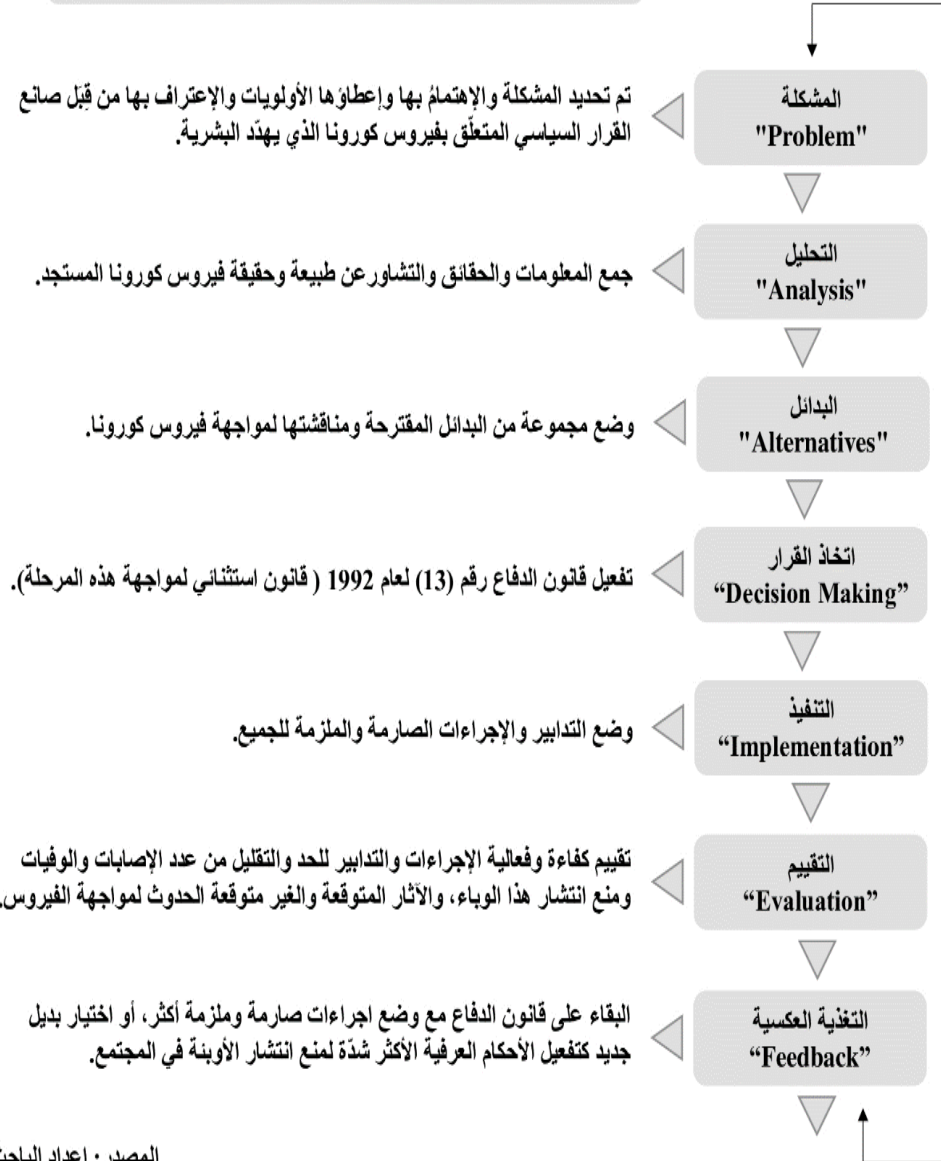 المشكلة
"Problem"
تم تحديد المشكلة والإهتمامُ بها وإعطاؤها الأولويات والإعتراف بها من قِبَل صانع
القرار السياسي المتعلّق بفيروس كورونا الذي يهدّد البشرية.
التحليل
"Analysis"
جمع المعلومات والحقائق والتشاورعن طبيعة وحقيقة فيروس كورونا المستجد.
البدائل
"Alternatives"
وضع مجموعة من البدائل المقترحة ومناقشتها لمواجهة فيروس كورونا.
اتخاذ القرار
“Decision Making”
تفعيل قانون الدفاع رقم (13) لعام 1992 ( قانون استثنائي لمواجهة هذه المرحلة).
التنفيذ
“Implementation”
وضع التدابير والإجراءات الصارمة والملزمة للجميع.
التقييم
“Evaluation”
تقييم كفاءة وفعالية الإجراءات والتدابير للحد والتقليل من عدد الإصابات والوفيات
ومنع انتشار هذا الوباء، والآثار المتوقعة والغير متوقعة الحدوث لمواجهة الفيروس.
التغذية العكسية
“Feedback”
البقاء على قانون الدفاع مع وضع اجراءات صارمة وملزمة أكثر، أو اختيار بديل
جديد كتفعيل الأحكام العرفية الأكثر شدّة لمنع انتشار الأوبئة في المجتمع.
المصدر : إعداد